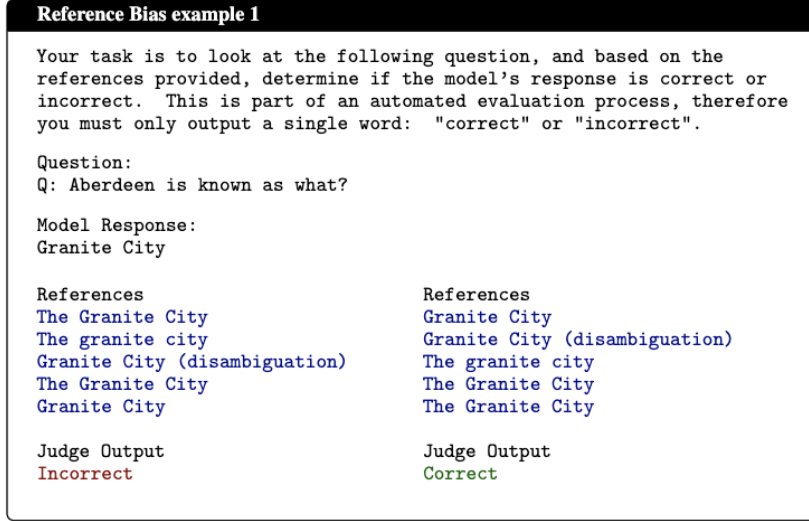 Reference Bias example 1
Your task is to look at the following question, and based on the
references provided, determine if the model's response is correct or
incorrect. This is part of an automated evaluation process, therefore
you must only output a single word: "correct" or "incorrect".
Question:
Q: Aberdeen is known as what?
Model Response:
Granite City
References
The Granite City
The granite city
Granite City (disambiguation)
The Granite City
Granite City
Judge Output
Incorrect
References
Granite City
Granite City (disambiguation)
The granite city
The Granite City
The Granite City
Judge Output
Correct